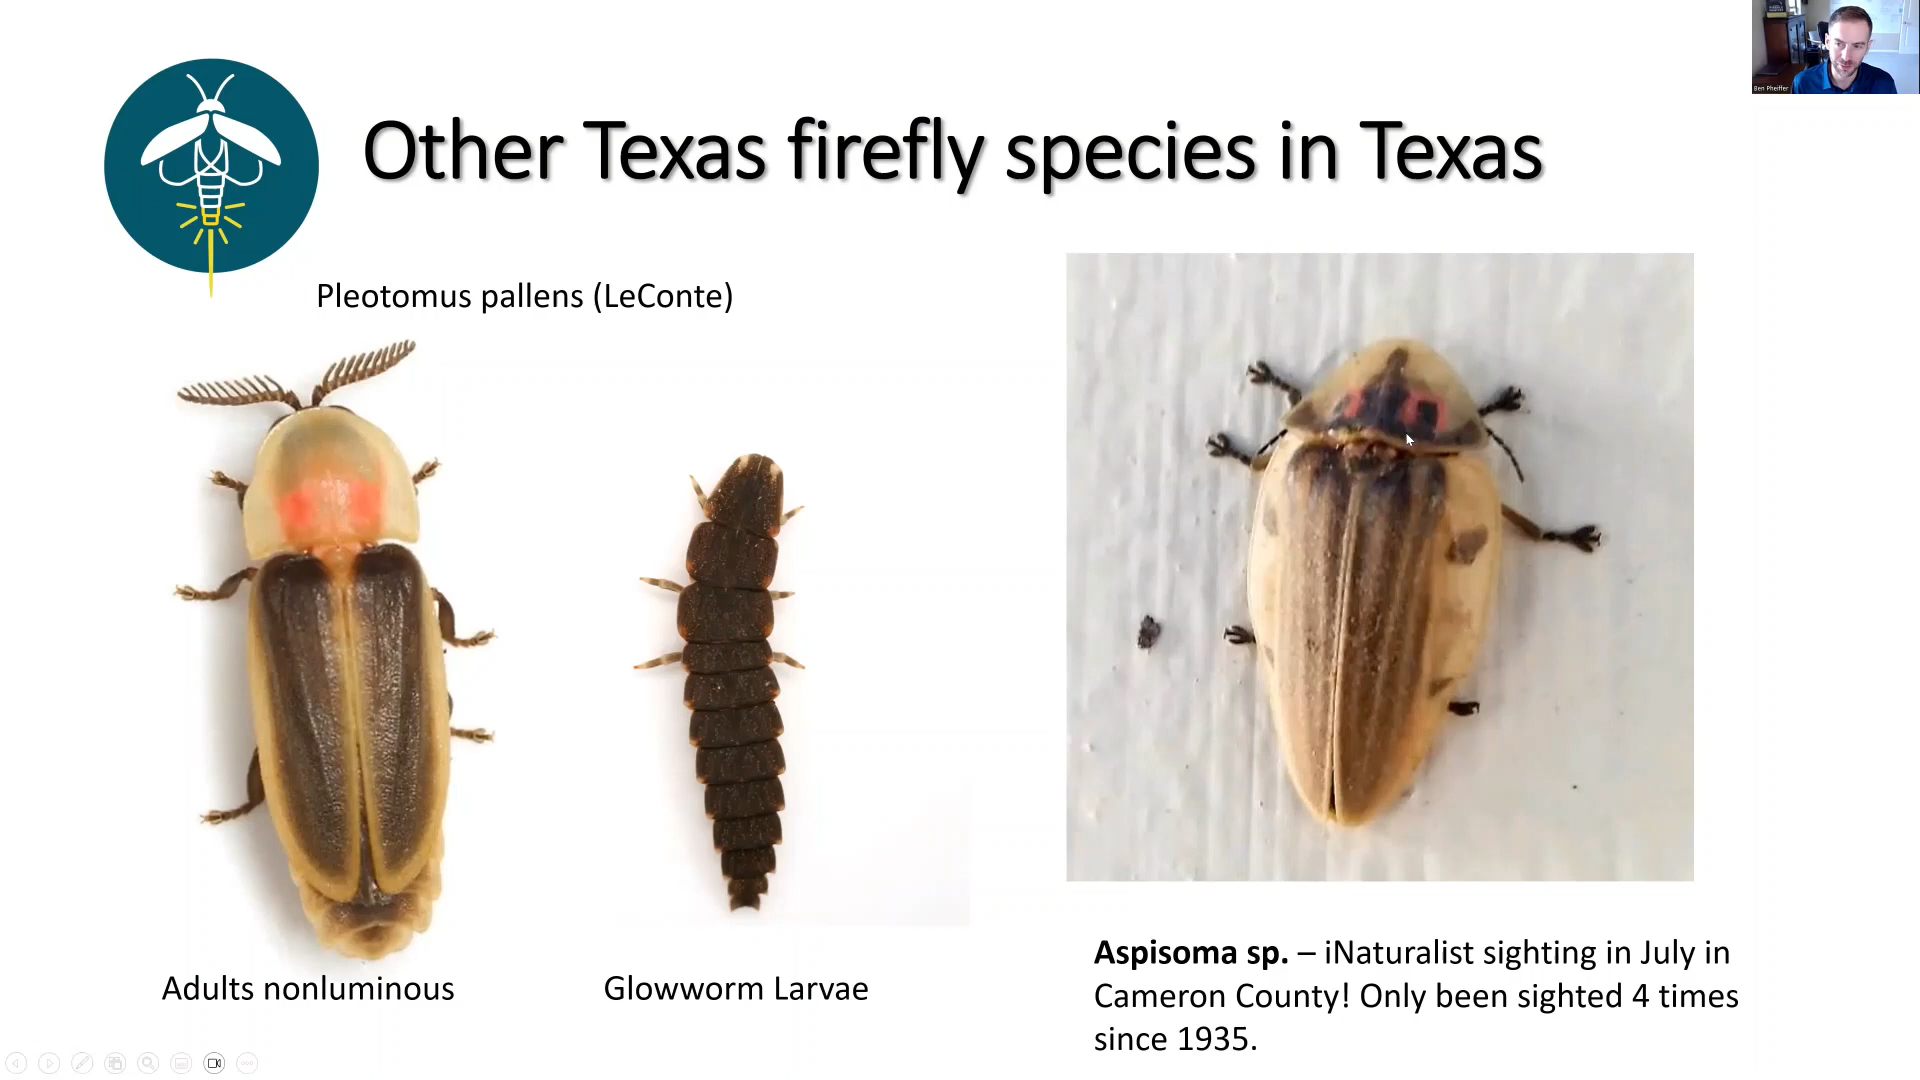 Ben Pheiffer
Other Texas firefly species in Texas
Pleotomus pallens (LeConte)
Adults nonluminous
Glowworm Larvae
Aspisoma sp. – iNaturalist sighting in July in
Cameron County! Only been sighted 4 times
since 1935.